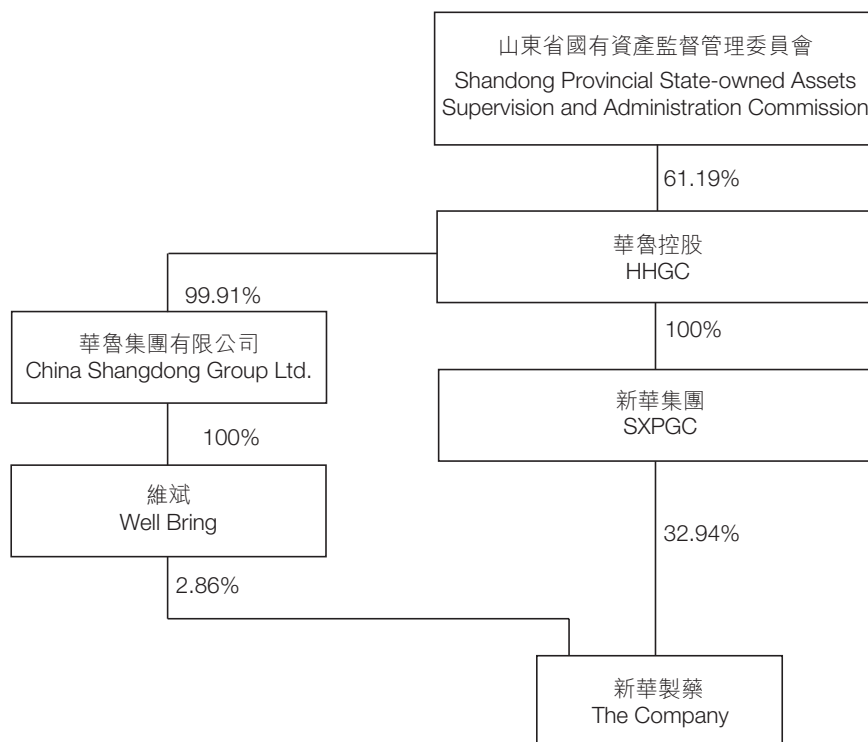 山東省國有資產監督管理委員會
Shandong Provincial State-owned Assets
Supervision and Administration Commission
61.19%
華魯控股
HHGC
99.91%
100%
華魯集團有限公司
China Shangdong Group Ltd.
新華集團
SXPGC
100%
維斌
Well Bring
32.94%
2.86%
新華製藥
The Company